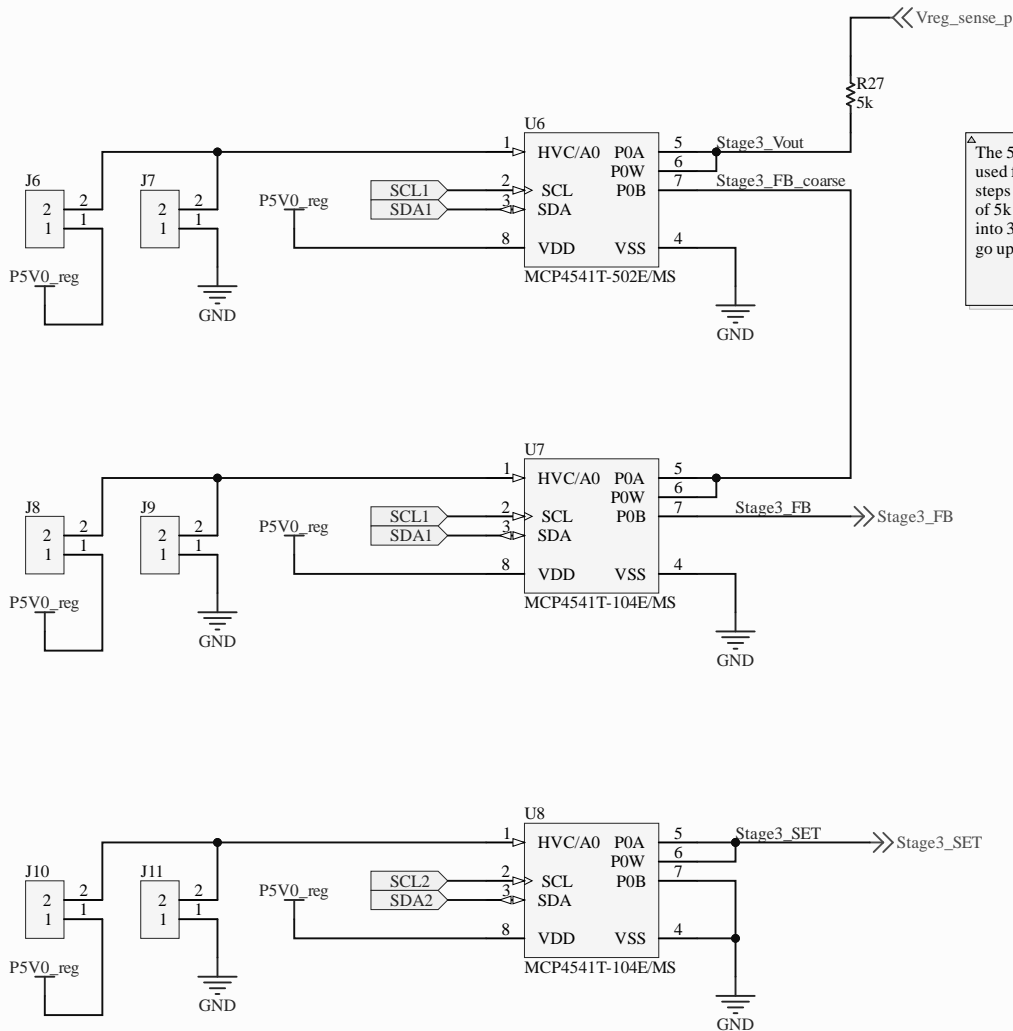 Vreg_sense_p
R27
5k
U6
1
HVC/A0
P0A
5
Stage3_Vout
P0W
6
SCL1
2
SCL
P0B
7
Stage3_FB_coarse
SDA1
3
SDA
P5V0_reg
8
VDD
VSS
4
MCP4541T-502E/MS
GND
J6
2
2
1
1
P5V0_reg
J7
2
2
1
1
GND
The 5
used f
steps
of 5k
into 3
go up
U7
1
HVC/A0
P0A
5
P0W
6
SCL1
2
SCL
P0B
7
Stage3_FB
Stage3_FB
SDA1
3
SDA
P5V0_reg
8
VDD
VSS
4
MCP4541T-104E/MS
GND
J8
2
2
1
1
P5V0_reg
J9
2
2
1
1
GND
U8
1
HVC/A0
P0A
5
Stage3_SET
Stage3_SET
P0W
6
SCL2
2
SCL
P0B
7
SDA2
3
SDA
P5V0_reg
8
VDD
VSS
4
MCP4541T-104E/MS
GND
J10
2
2
1
1
P5V0_reg
J11
2
2
1
1
GND